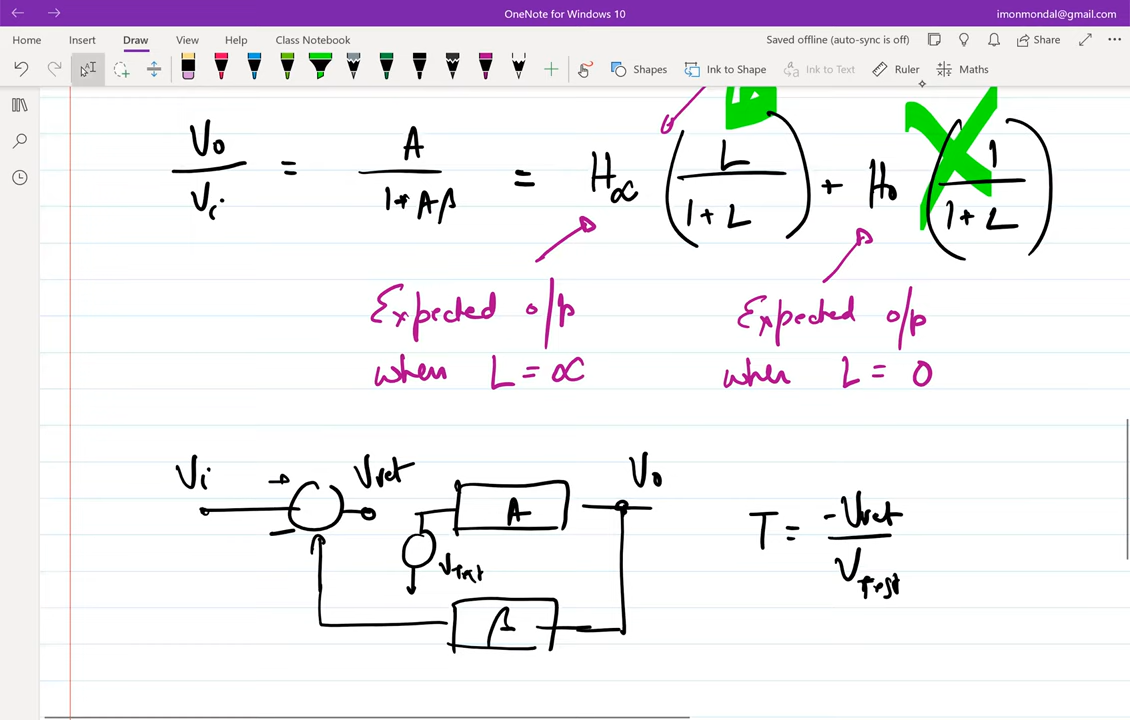 OneNote for Windows 10
imonmondal@gmail.com
Home Insert Draw View Help Class Notebook
Saved offline (auto-sync is off) Share
Shapes Ink to Shape Ink to Text Ruler Maths
Vo/Vi = A/(1+Aβ) = H∝ (L/(1+L)) + H0 (1/(1+L))
Expected o/p Expected o/p
when L = ∝ when L = 0
Vi + Vret A Vo
-
Vtest
β
T = -Vret/Vtest